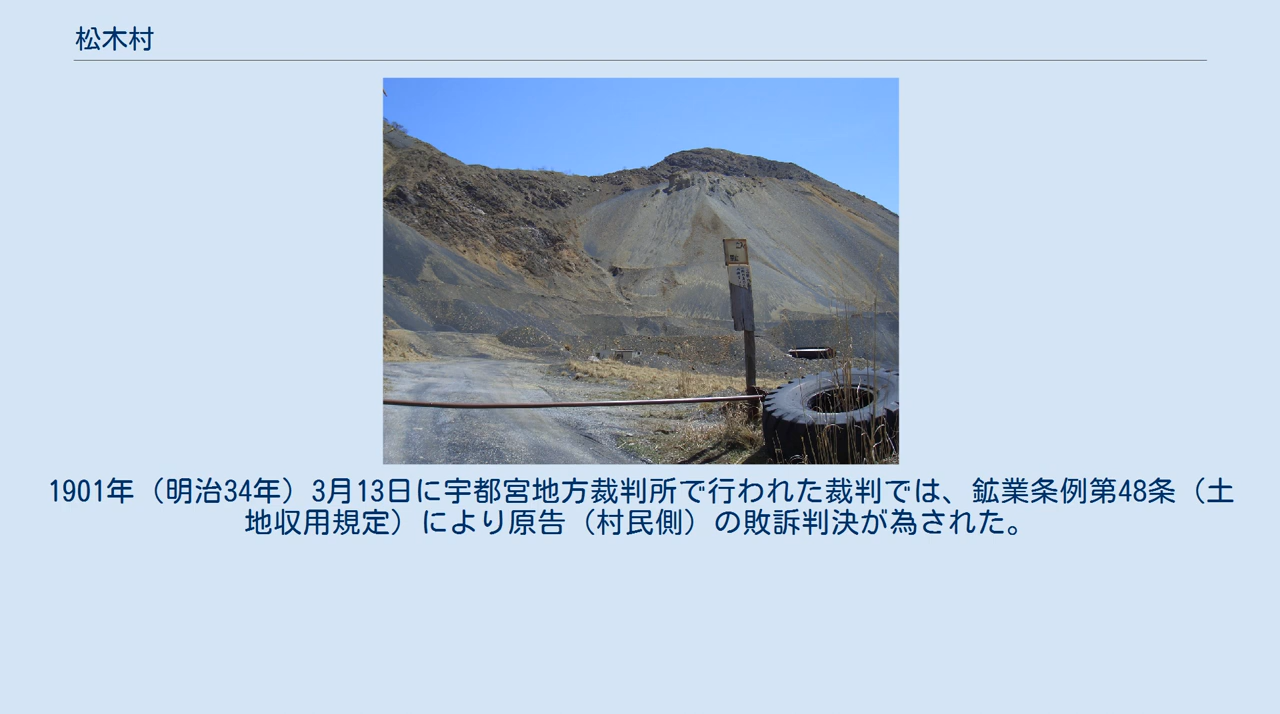 松木村
1901年（明治34年）3月13日に宇都宮地方裁判所で行われた裁判では、鉱業条例第48条（土
地収用規定）により原告（村民側）の敗訴判決が為された。